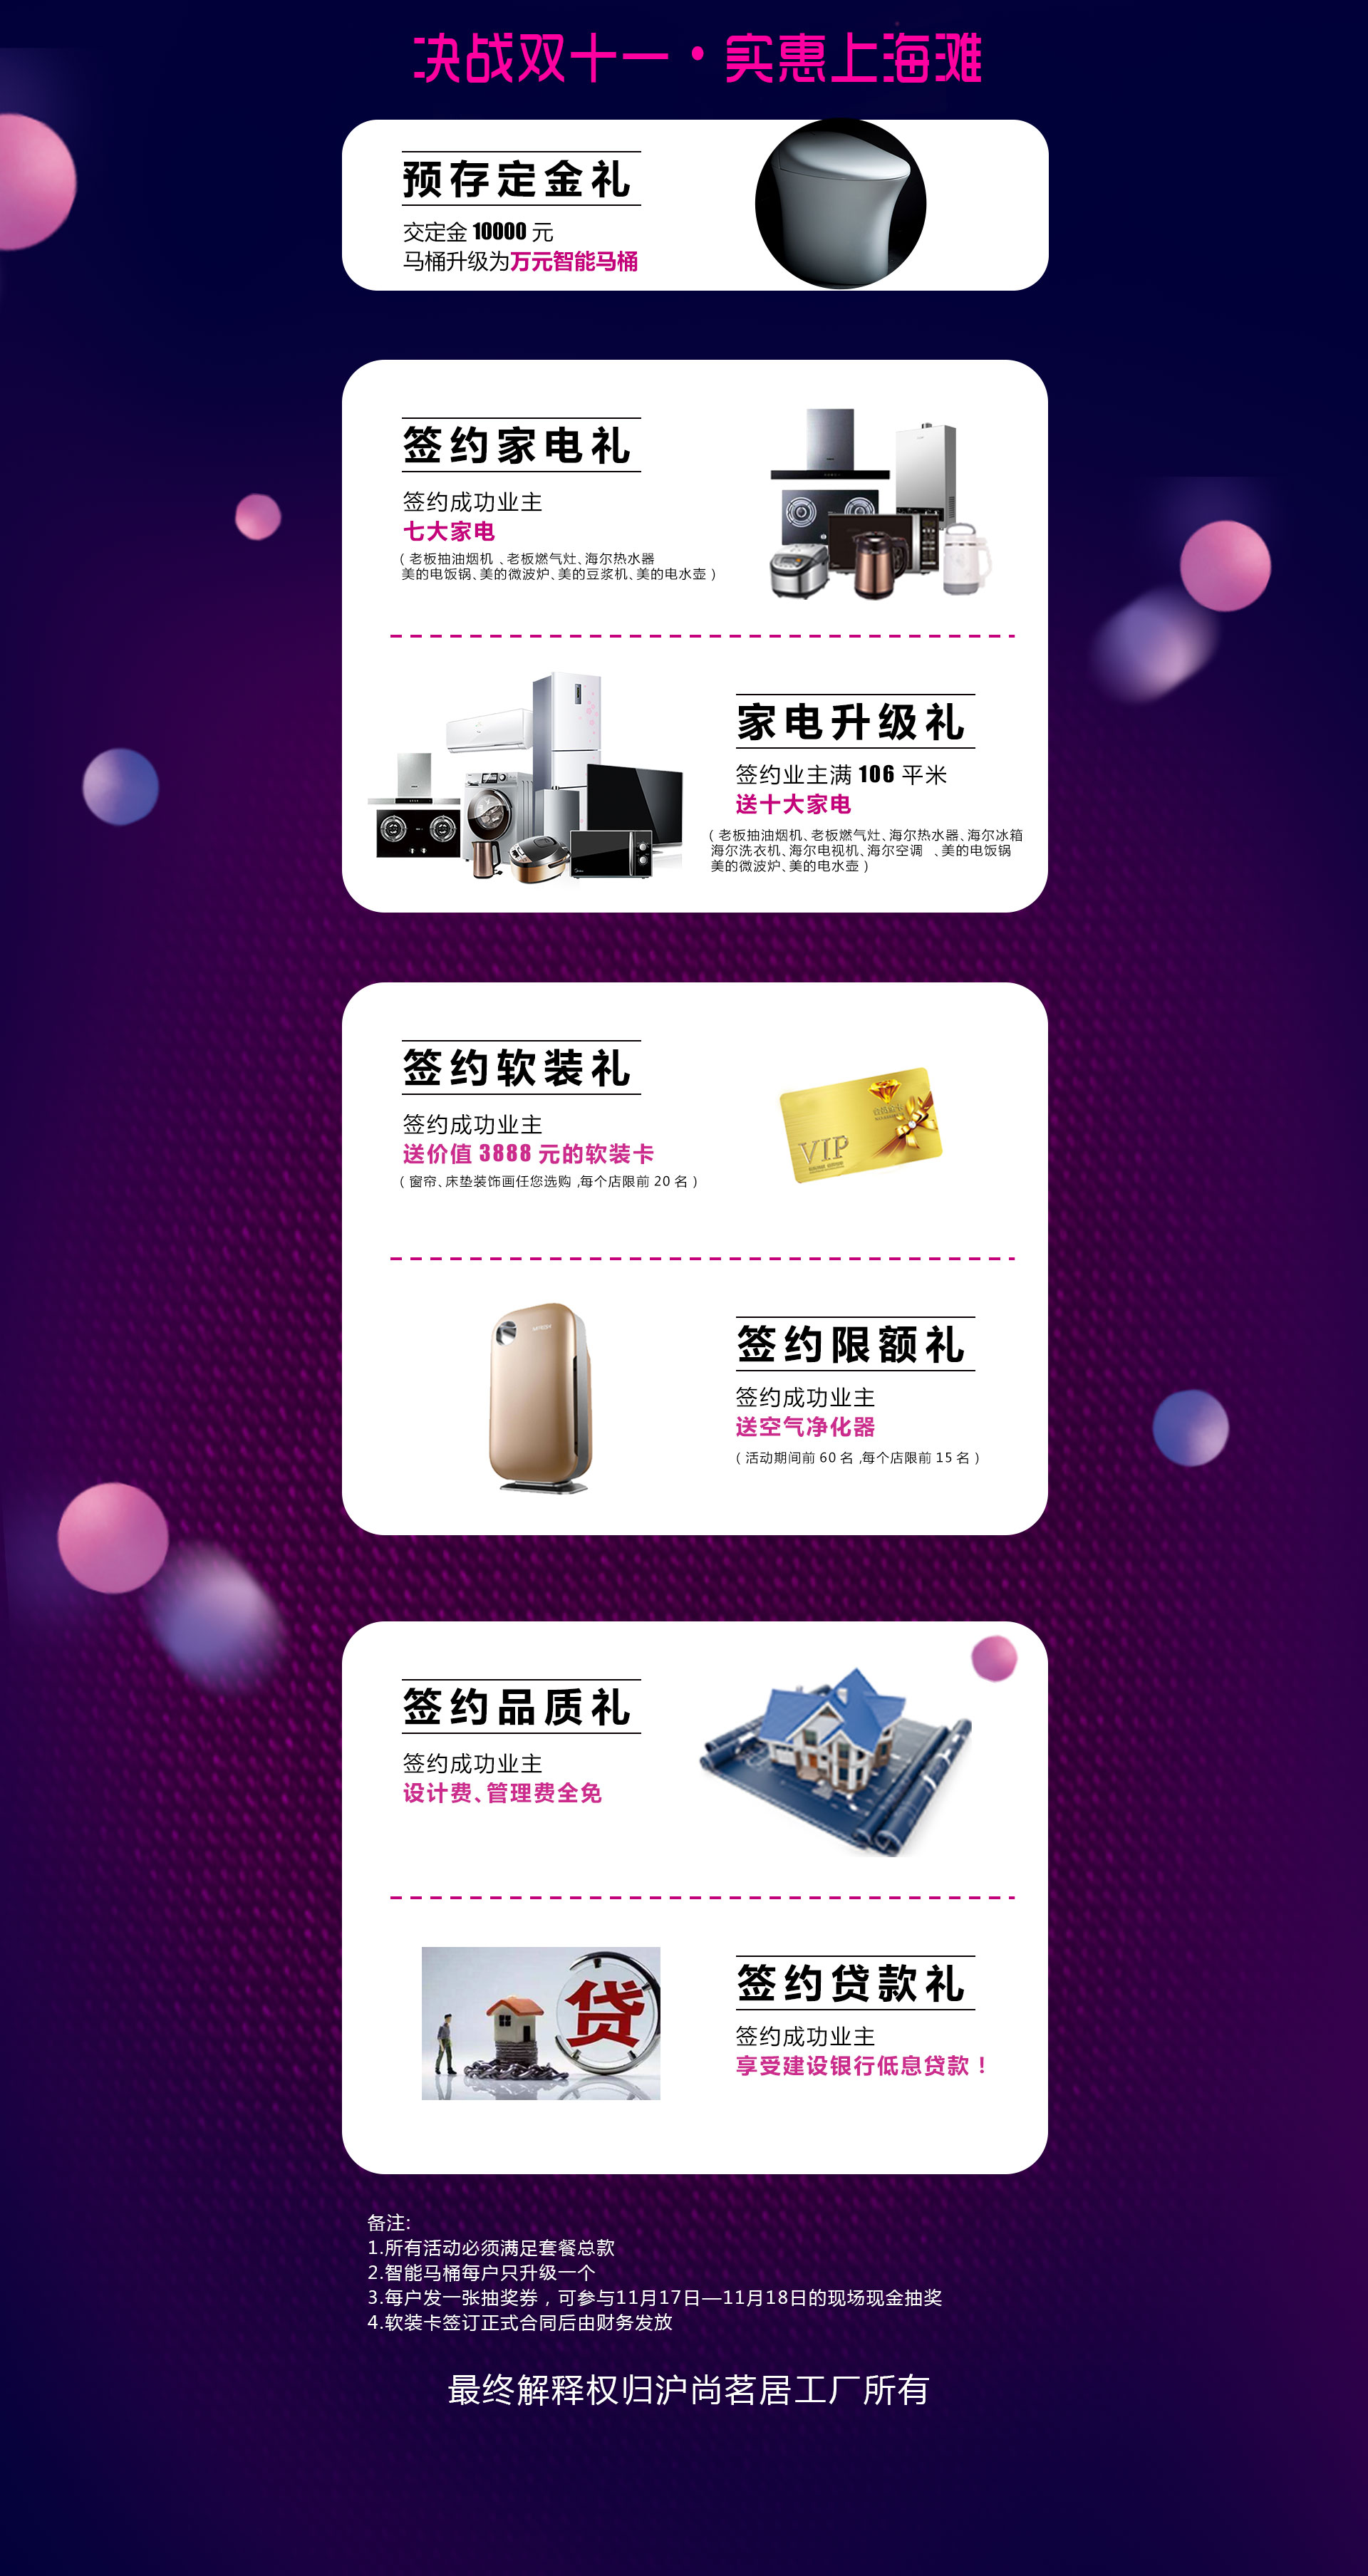 决战双十一·实惠上海滩
预存定金礼
交定金 10000 元
马桶升级为万元智能马桶
签约家电礼
签约成功业主
七大家电
（老板抽油烟机 、老板燃气灶、海尔热水器
美的电饭锅、美的微波炉、美的豆浆机、美的电水壶）
家电升级礼
签约业主满 106 平米
送十大家电
（老板抽油烟机、老板燃气灶、海尔热水器、海尔冰箱
海尔洗衣机、海尔电视机、海尔空调 、美的电饭锅
美的微波炉、美的电水壶）
签约软装礼
签约成功业主
送价值 3888 元的软装卡
（窗帘、床垫装饰画任您选购 ,每个店限前 20 名）
VIP
签约限额礼
签约成功业主
送空气净化器
（活动期间前 60 名 ,每个店限前 15 名）
签约品质礼
签约成功业主
设计费、管理费全免
贷
签约贷款礼
签约成功业主
享受建设银行低息贷款！
备注:
1.所有活动必须满足套餐总款
2.智能马桶每户只升级一个
3.每户发一张抽奖券，可参与11月17日—11月18日的现场现金抽奖
4.软装卡签订正式合同后由财务发放
最终解释权归沪尚茗居工厂所有